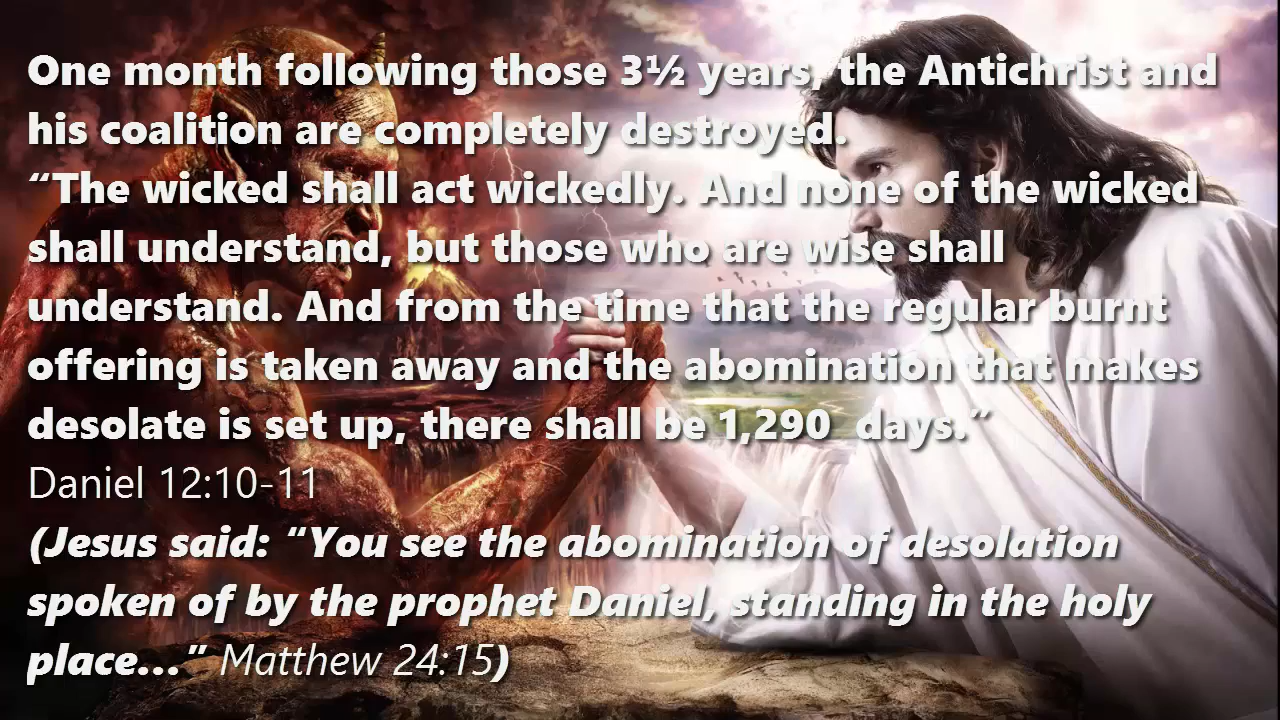 One month following those 3½ years, the Antichrist and
his coalition are completely destroyed.
“The wicked shall act wickedly. And none of the wicked
shall understand, but those who are wise shall
understand. And from the time that the regular burnt
offering is taken away and the abomination that makes
desolate is set up, there shall be 1,290  days.”
Daniel 12:10-11
(Jesus said: “You see the abomination of desolation
spoken of by the prophet Daniel, standing in the holy
place...” Matthew 24:15)